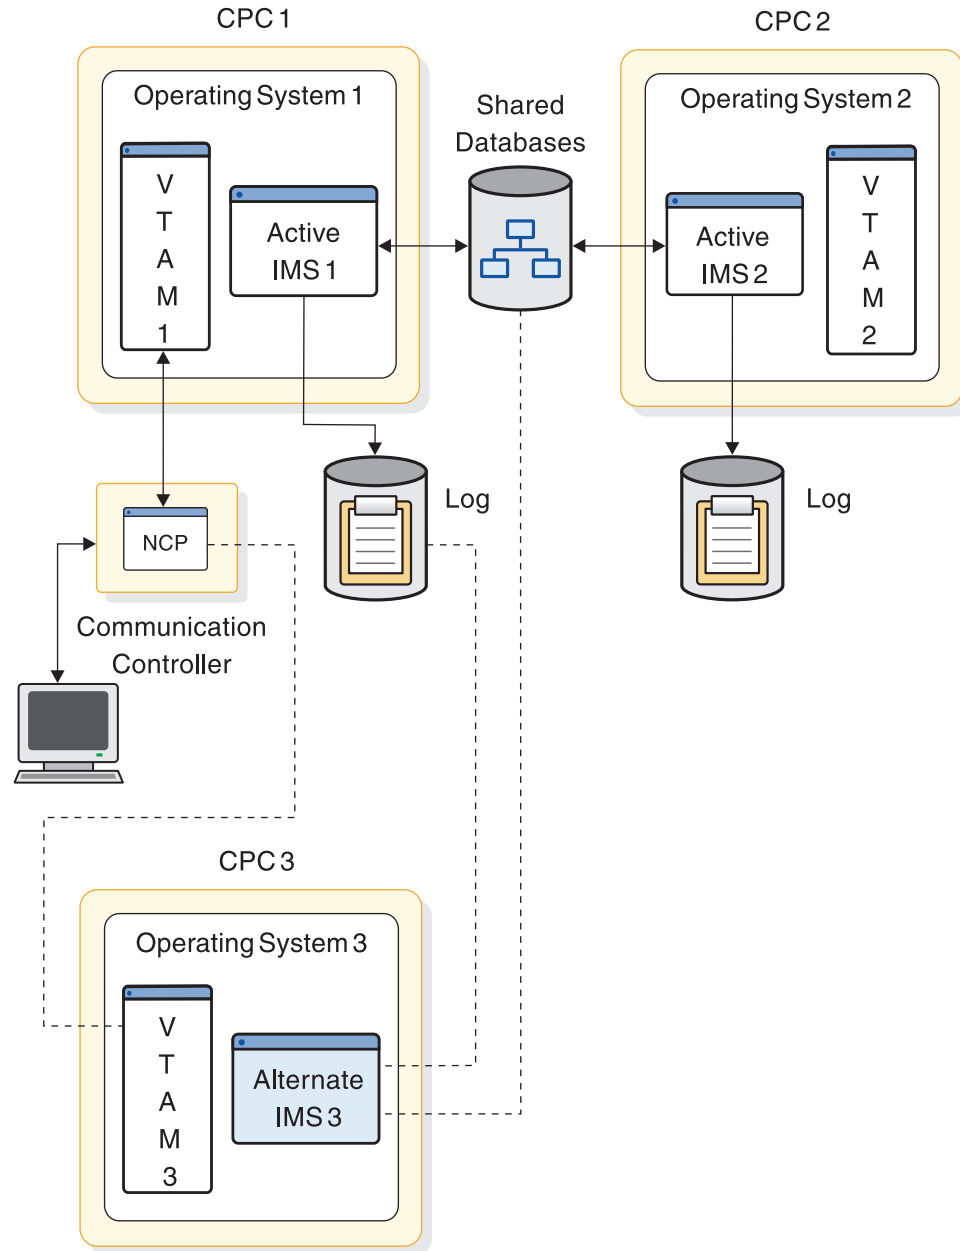 CPC 1
CPC 2
Operating System 1
Shared
Databases
Operating System 2
V
T
A
M
1
Active
IMS 1
Active
IMS 2
V
T
A
M
2
Log
Log
NCP
Communication
Controller
CPC 3
Operating System 3
V
T
A
M
3
Alternate
IMS 3